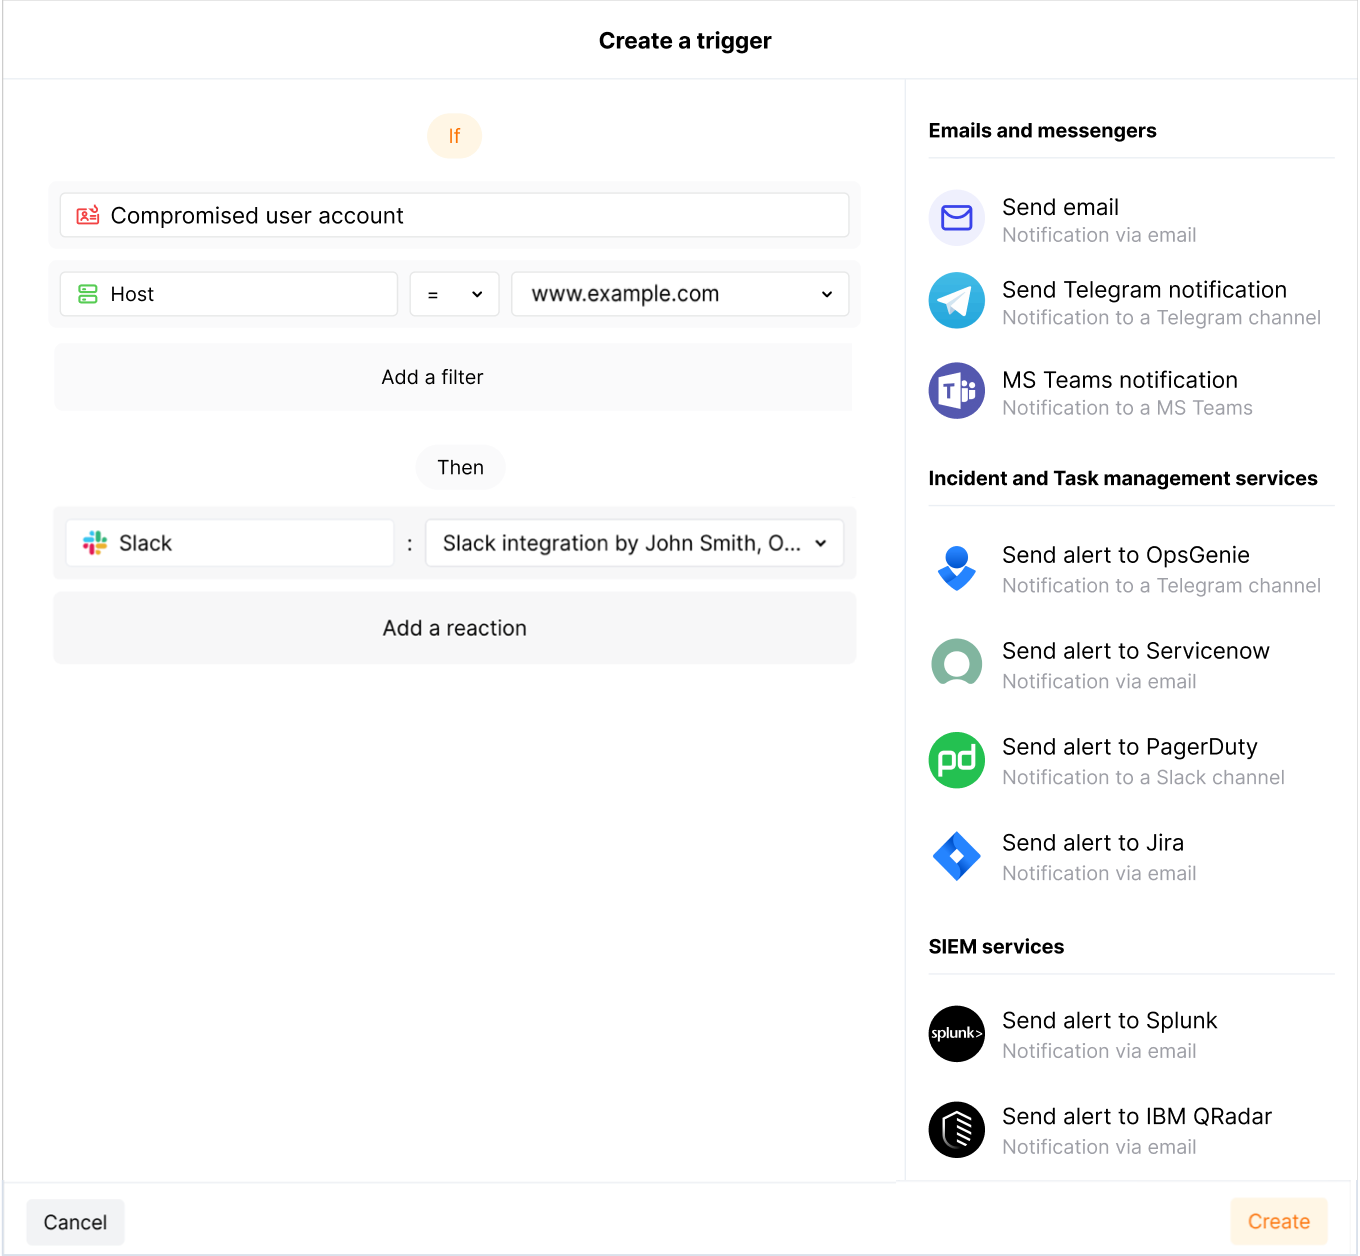 Create a trigger
If
Compromised user account
Host
=
www.example.com
Add a filter
Then
Slack
:
Slack integration by John Smith, O...
Add a reaction
Emails and messengers
Send email
Notification via email
Send Telegram notification
Notification to a Telegram channel
T
MS Teams notification
Notification to a MS Teams
Incident and Task management services
Send alert to OpsGenie
Notification to a Telegram channel
Send alert to Servicenow
Notification via email
pd
Send alert to PagerDuty
Notification to a Slack channel
Send alert to Jira
Notification via email
SIEM services
splunk>
Send alert to Splunk
Notification via email
Send alert to IBM QRadar
Notification via email
Cancel
Create